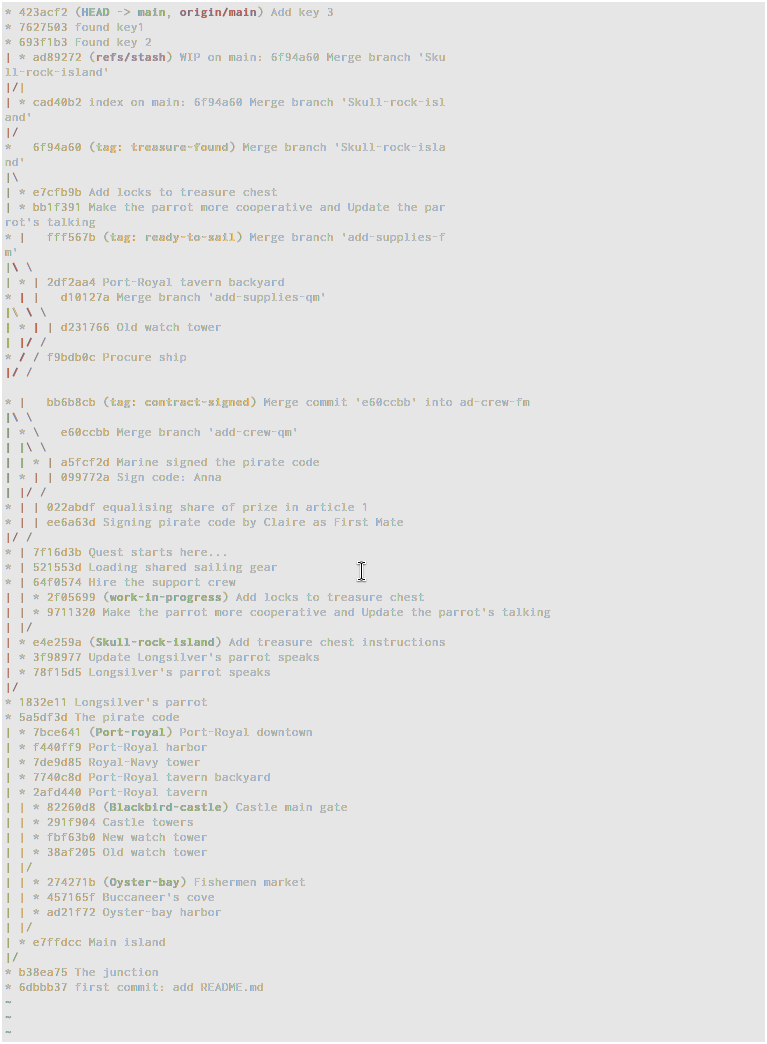 * 423acf2 (HEAD -> main, origin/main) Add key 3
* 7627503 found key1
* 693f1b3 Found key 2
| * ad89272 (refs/stash) WIP on main: 6f94a60 Merge branch 'Sku
ll-rock-island'
|/|
| * cad40b2 index on main: 6f94a60 Merge branch 'Skull-rock-isl
and'
|/
*   6f94a60 (tag: treasure-found) Merge branch 'Skull-rock-isla
nd'
|\
| * e7cfb9b Add locks to treasure chest
| * bb1f391 Make the parrot more cooperative and Update the par
rot's talking
* |   fff567b (tag: ready-to-sail) Merge branch 'add-supplies-f
m'
|\ \
| * | 2df2aa4 Port-Royal tavern backyard
* | |   d10127a Merge branch 'add-supplies-qm'
|\ \ \
| * | | d231766 Old watch tower
| |/ /
* / / f9bdb0c Procure ship
|/ /
* |   bb6b8cb (tag: contract-signed) Merge commit 'e60ccbb' into ad-crew-fm
|\ \
| * \   e60ccbb Merge branch 'add-crew-qm'
| |\ \
| | * | a5fcf2d Marine signed the pirate code
| * | | 099772a Sign code: Anna
| |/ /
* | | 022abdf equalising share of prize in article 1
* | | ee6a63d Signing pirate code by Claire as First Mate
|/ /
* | 7f16d3b Quest starts here...
* | 521553d Loading shared sailing gear
* | 64f0574 Hire the support crew
| | * 2f05699 (work-in-progress) Add locks to treasure chest
| | * 9711320 Make the parrot more cooperative and Update the parrot's talking
| |/
| * e4e259a (Skull-rock-island) Add treasure chest instructions
| * 3f98977 Update Longsilver's parrot speaks
| * 78f15d5 Longsilver's parrot speaks
|/
* 1832e11 Longsilver's parrot
* 5a5df3d The pirate code
| * 7bce641 (Port-royal) Port-Royal downtown
| * f440ff9 Port-Royal harbor
| * 7de9d85 Royal-Navy tower
| * 7740c8d Port-Royal tavern backyard
| * 2afd440 Port-Royal tavern
| | * 82260d8 (Blackbird-castle) Castle main gate
| | * 291f904 Castle towers
| | * fbf63b0 New watch tower
| | * 38af205 Old watch tower
| |/
| | * 274271b (Oyster-bay) Fishermen market
| | * 457165f Buccaneer's cove
| | * ad21f72 Oyster-bay harbor
| |/
| * e7ffdcc Main island
|/
* b38ea75 The junction
* 6dbbb37 first commit: add README.md
~
~
~